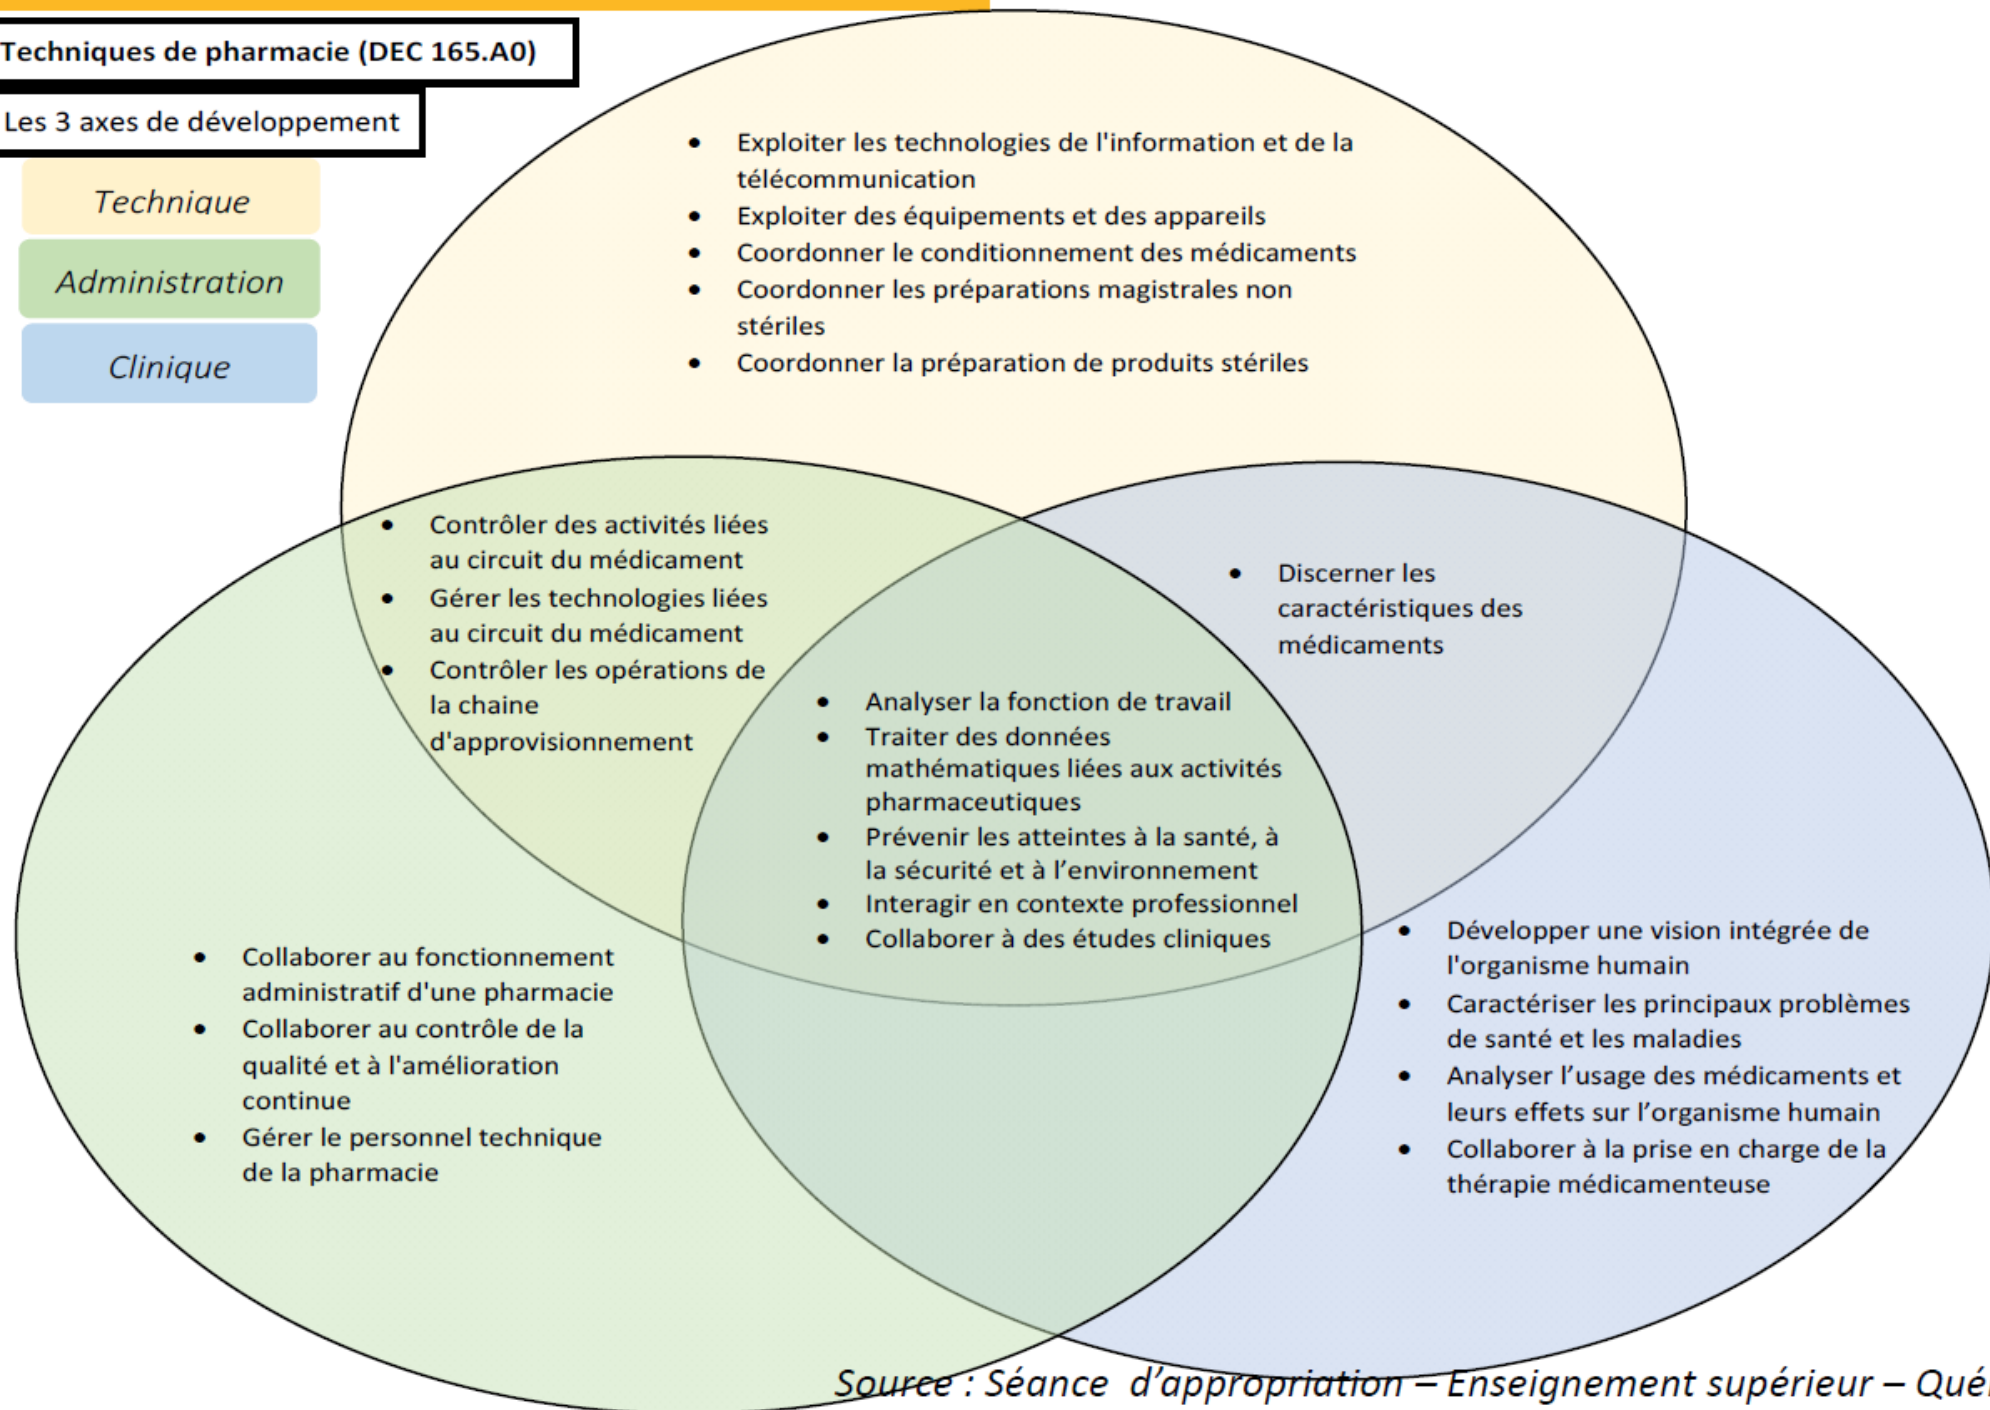 Techniques de pharmacie (DEC 165.A0)
Les 3 axes de développement
Technique
Administration
Clinique
• Exploiter les technologies de l'information et de la
télécommunication
• Exploiter des équipements et des appareils
• Coordonner le conditionnement des médicaments
• Coordonner les préparations magistrales non
stériles
• Coordonner la préparation de produits stériles
• Contrôler des activités liées
au circuit du médicament
• Gérer les technologies liées
au circuit du médicament
• Contrôler les opérations de
la chaine
d'approvisionnement
• Discerner les
caractéristiques des
médicaments
• Analyser la fonction de travail
• Traiter des données
mathématiques liées aux activités
pharmaceutiques
• Prévenir les atteintes à la santé, à
la sécurité et à l’environnement
• Interagir en contexte professionnel
• Collaborer à des études cliniques
• Collaborer au fonctionnement
administratif d'une pharmacie
• Collaborer au contrôle de la
qualité et à l'amélioration
continue
• Gérer le personnel technique
de la pharmacie
• Développer une vision intégrée de
l'organisme humain
• Caractériser les principaux problèmes
de santé et les maladies
• Analyser l’usage des médicaments et
leurs effets sur l’organisme humain
• Collaborer à la prise en charge de la
thérapie médicamenteuse
Source : Séance d’appropriation – Enseignement supérieur –